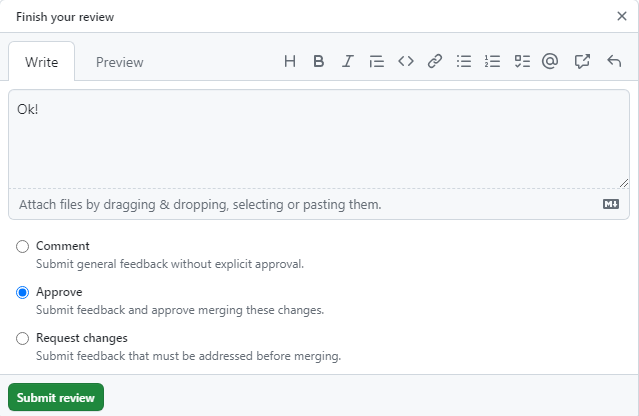 Finish your review
Write
Preview
Ok!
Attach files by dragging & dropping, selecting or pasting them.
Comment
Submit general feedback without explicit approval.
Approve
Submit feedback and approve merging these changes.
Request changes
Submit feedback that must be addressed before merging.
Submit review